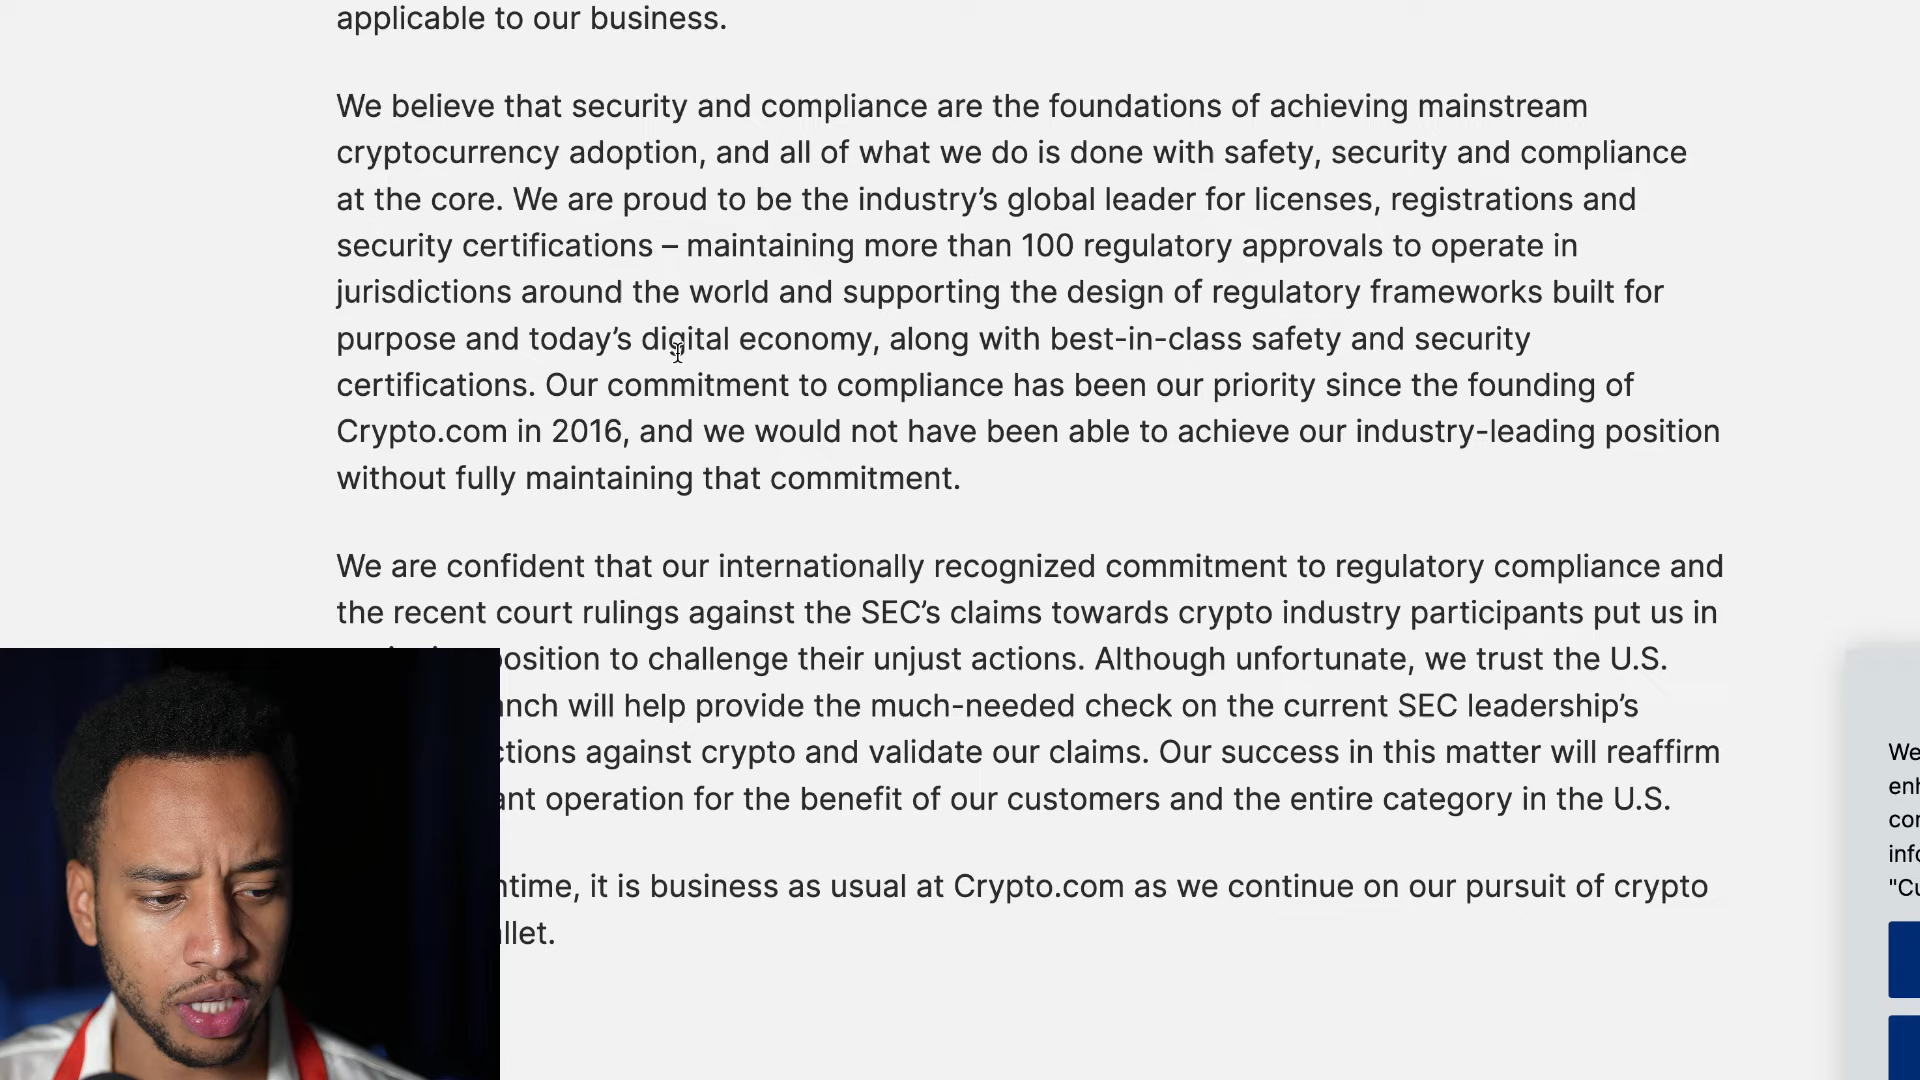 applicable to our business.
We believe that security and compliance are the foundations of achieving mainstream
cryptocurrency adoption, and all of what we do is done with safety, security and compliance
at the core. We are proud to be the industry’s global leader for licenses, registrations and
security certifications – maintaining more than 100 regulatory approvals to operate in
jurisdictions around the world and supporting the design of regulatory frameworks built for
purpose and today’s digital economy, along with best-in-class safety and security
certifications. Our commitment to compliance has been our priority since the founding of
Crypto.com in 2016, and we would not have been able to achieve our industry-leading position
without fully maintaining that commitment.
We are confident that our internationally recognized commitment to regulatory compliance and
the recent court rulings against the SEC’s claims towards crypto industry participants put us in
position to challenge their unjust actions. Although unfortunate, we trust the U.S.
will help provide the much-needed check on the current SEC leadership’s
against crypto and validate our claims. Our success in this matter will reaffirm
operation for the benefit of our customers and the entire category in the U.S.
it is business as usual at Crypto.com as we continue on our pursuit of crypto
We